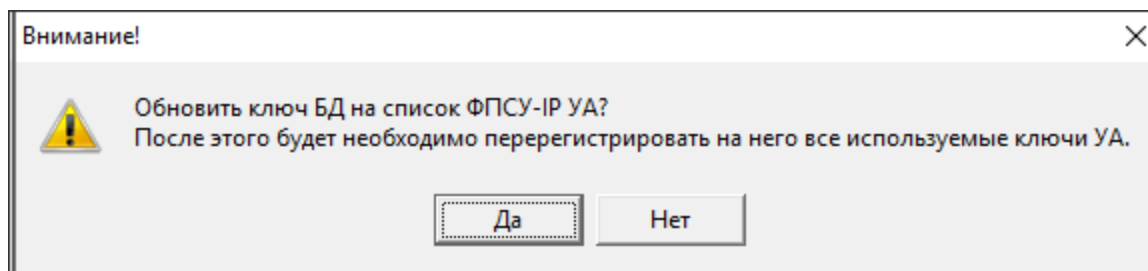 Внимание!
Обновить ключ БД на список ФПСУ-IP УА?
После этого будет необходимо перерегистрировать на него все используемые ключи УА.
Да
Нет